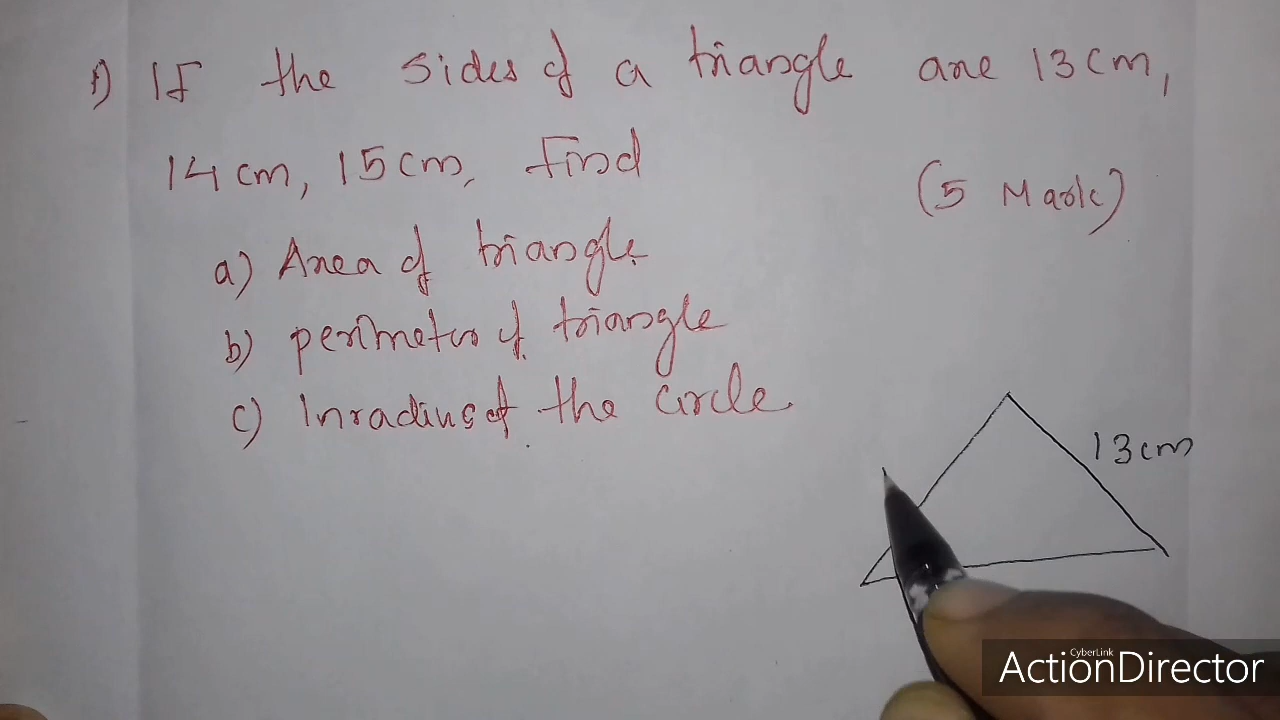 1) If the sides of a triangle are 13cm,
14cm, 15cm, find
(5 Mark)
a) Area of triangle
b) perimeter of triangle
c) Inradius of the circle
13cm
CyberLink
ActionDirector